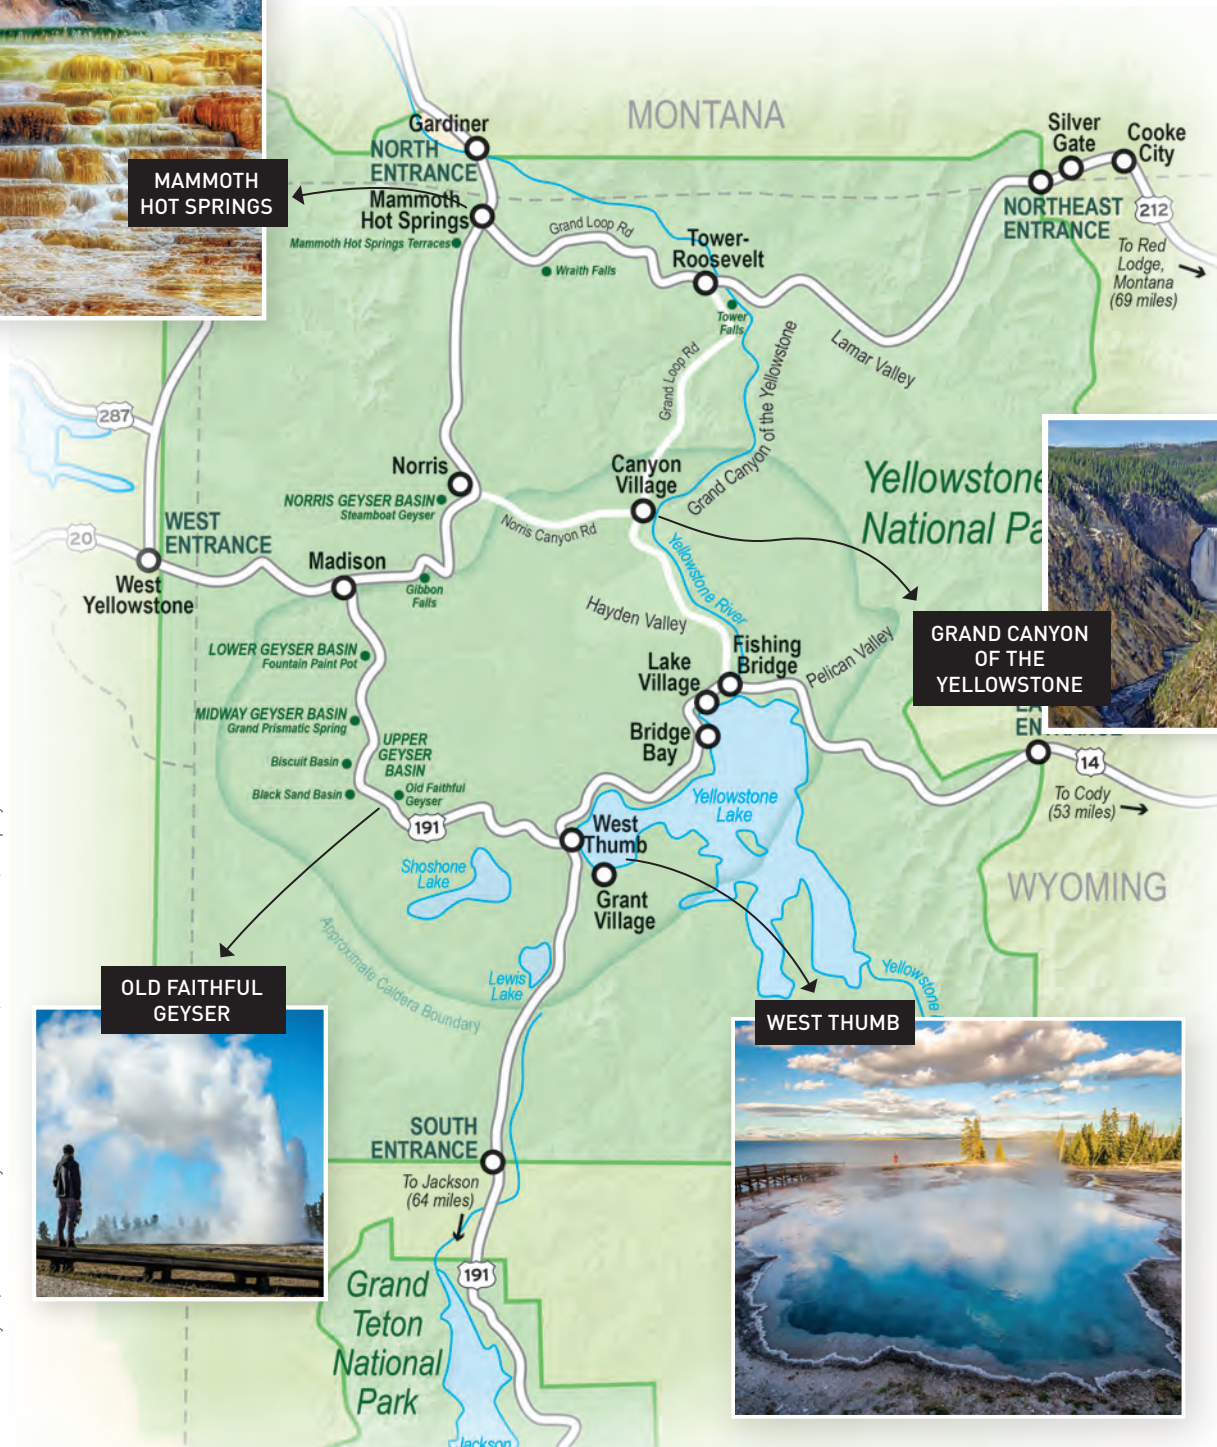 MONTANA
Gardiner
NORTH
ENTRANCE
MAMMOTH
HOT SPRINGS
Mammoth
Hot Springs
Mammoth Hot Springs Terraces
Grand Loop Rd
Wraith Falls
Tower-
Roosevelt
Tower
Falls
Silver
Gate
Cooke
City
NORTHEAST
ENTRANCE
212
To Red
Lodge,
Montana
(69 miles)
Lamar Valley
Grand Loop Rd
Grand Canyon of the Yellowstone
287
Norris
NORRIS GEYSER BASIN
Steamboat Geyser
Canyon
Village
Norris Canyon Rd
Yellowstone
National Pa
20
WEST
ENTRANCE
West
Yellowstone
Madison
Gibbon
Falls
Yellowstone River
Hayden Valley
Fishing
Bridge
Pelican Valley
Lake
Village
Bridge
Bay
GRAND CANYON
OF THE
YELLOWSTONE
EA
ENTRANCE
14
To Cody
(53 miles)
LOWER GEYSER BASIN
Fountain Paint Pot
MIDWAY GEYSER BASIN
Grand Prismatic Spring
Biscuit Basin
Black Sand Basin
UPPER
GEYSER
BASIN
Old Faithful
Geyser
191
Yellowstone
Lake
West
Thumb
Grant
Village
Shoshone
Lake
WYOMING
Approximate Caldera Boundary
Lewis
Lake
Yellowstone
OLD FAITHFUL
GEYSER
WEST THUMB
SOUTH
ENTRANCE
To Jackson
(64 miles)
191
Grand
Teton
National
Park
Jackson